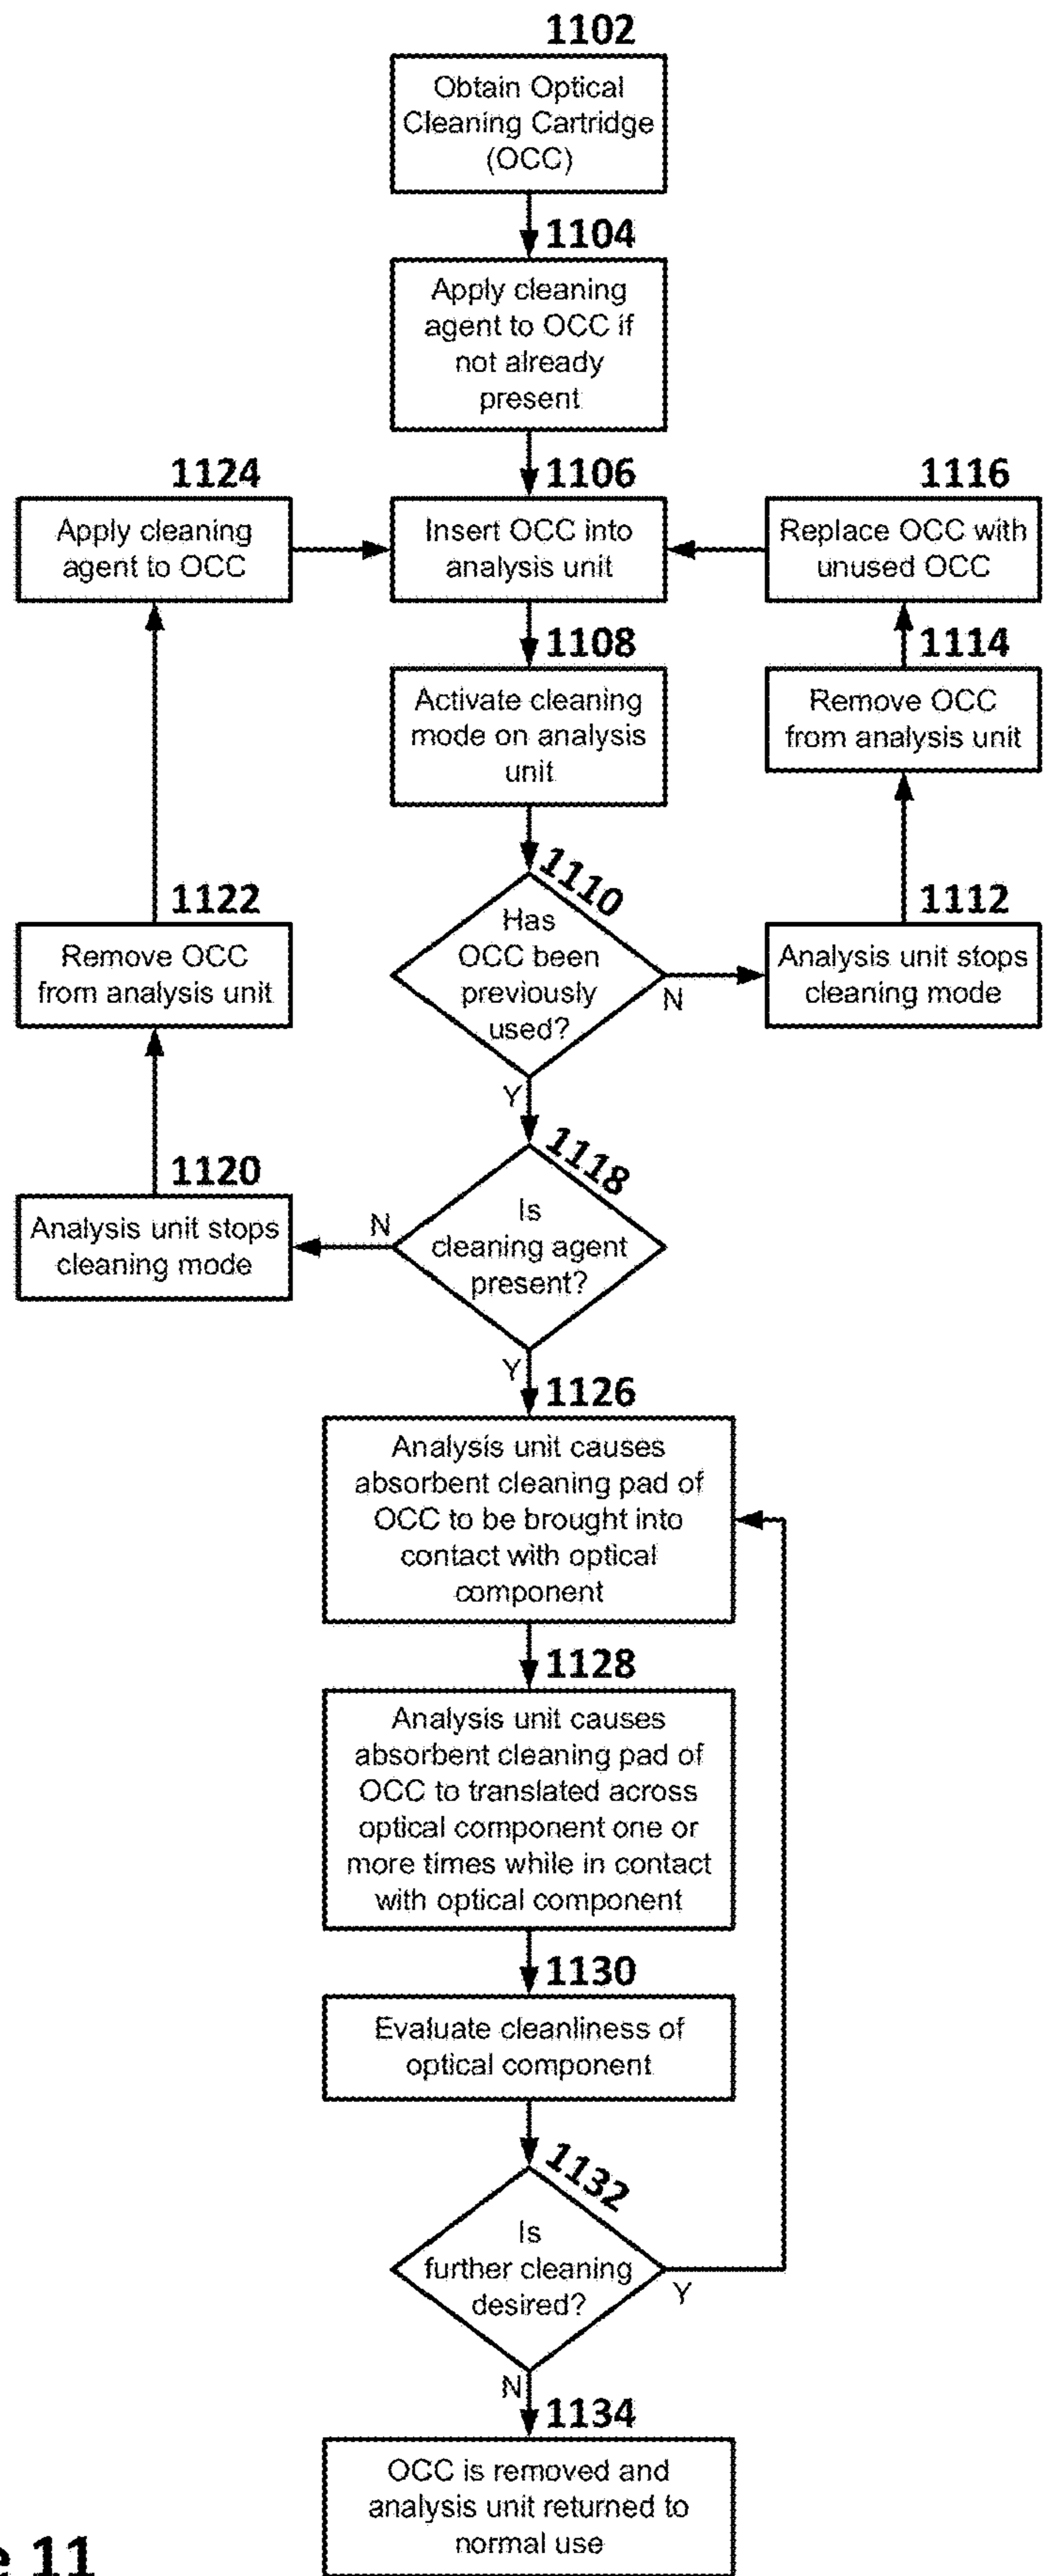 1102
Obtain Optical
Cleaning Cartridge
(OCC)
1104
Apply cleaning
agent to OCC if
not already
present
1124
Apply cleaning
agent to OCC
1106
Insert OCC into
analysis unit
1116
Replace OCC with
unused OCC
1108
Activate cleaning
mode on analysis
unit
1114
Remove OCC
from analysis unit
1110
Has
OCC been
previously
used?
N
Y
1112
Analysis unit stops
cleaning mode
1122
Remove OCC
from analysis unit
1118
Is
cleaning agent
present?
N
Y
1120
Analysis unit stops
cleaning mode
1126
Analysis unit causes
absorbent cleaning pad of
OCC to be brought into
contact with optical
component
1128
Analysis unit causes
absorbent cleaning pad of
OCC to translated across
optical component one or
more times while in contact
with optical component
1130
Evaluate cleanliness of
optical component
1132
Is
further cleaning
desired?
Y
N
1134
OCC is removed and
analysis unit returned to
normal use
11